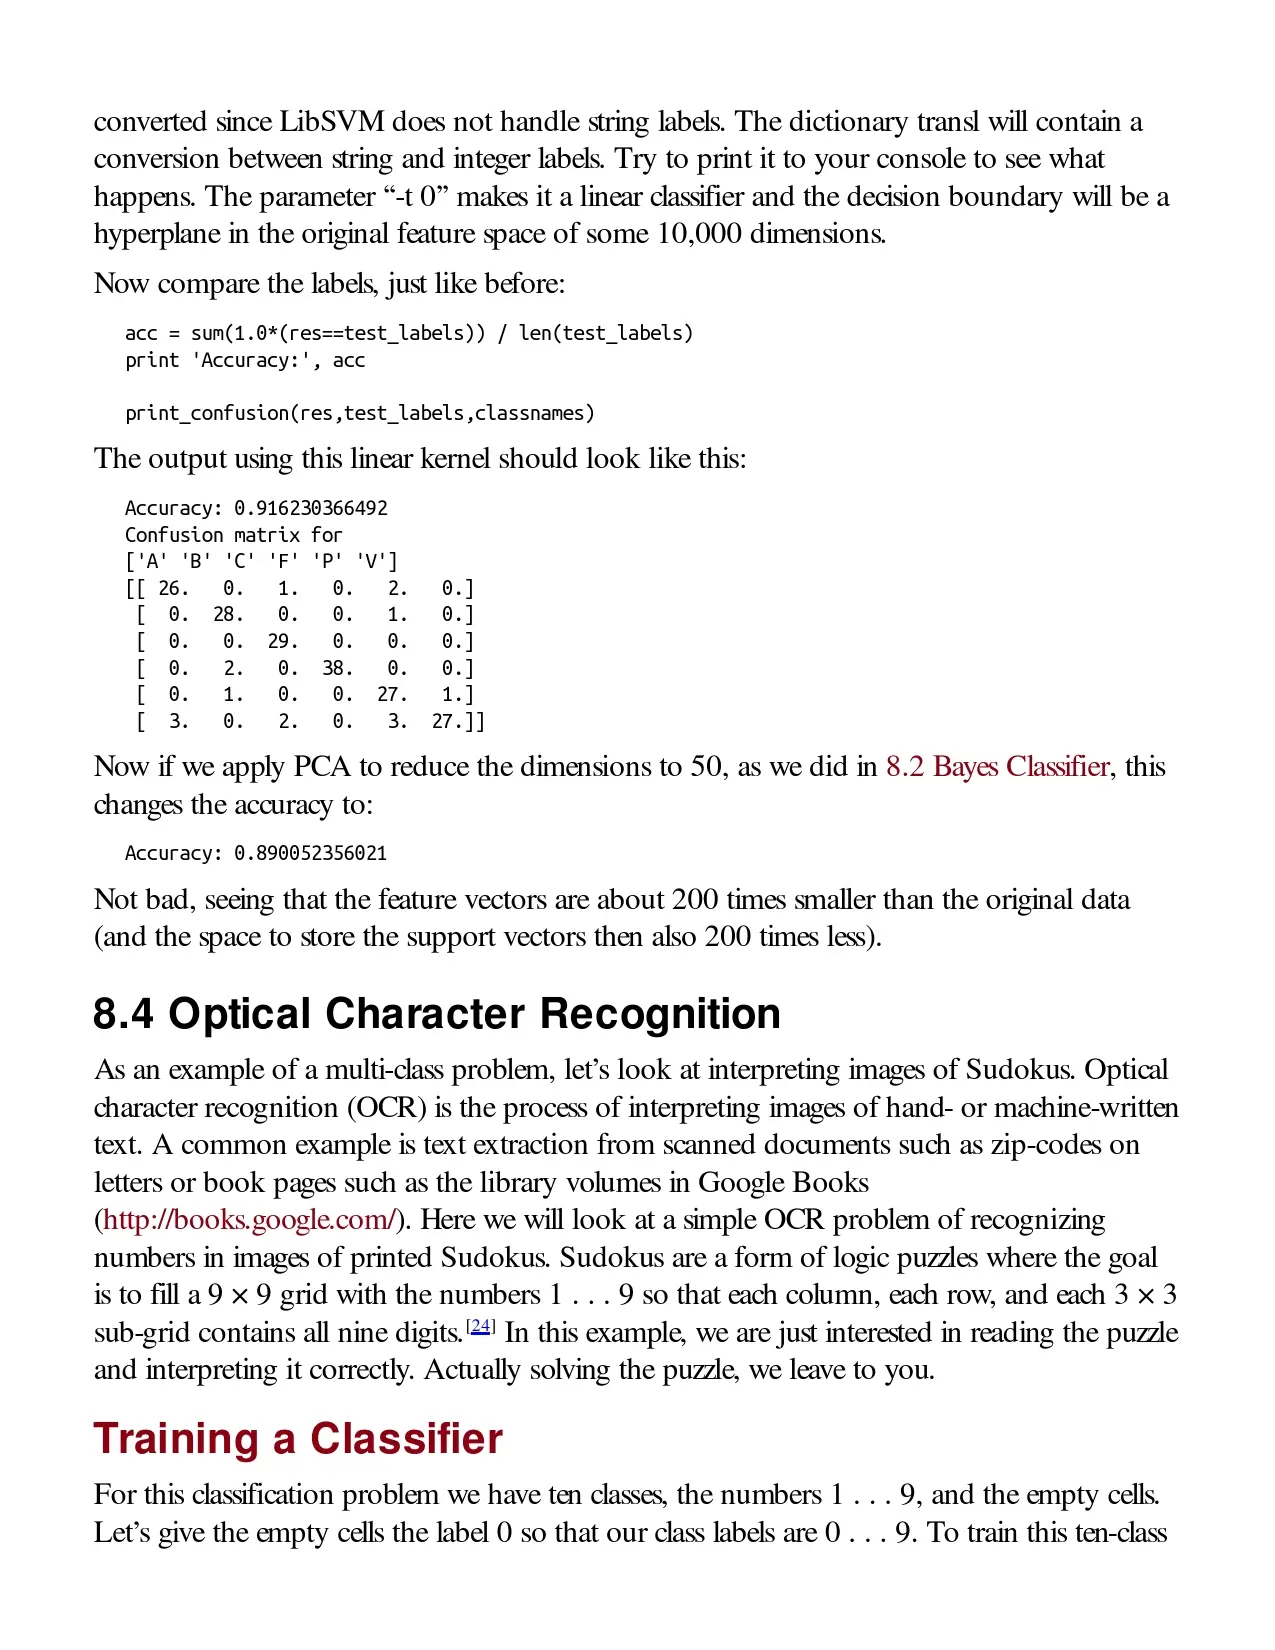 converted since LibSVM does not handle string labels. The dictionary transl will contain a
conversion between string and integer labels. Try to print it to your console to see what
happens. The parameter “-t 0” makes it a linear classifier and the decision boundary will be a
hyperplane in the original feature space of some 10,000 dimensions.
Now compare the labels, just like before:
acc = sum(1.0*(res==test_labels)) / len(test_labels)
print 'Accuracy:', acc
print_confusion(res,test_labels,classnames)
The output using this linear kernel should look like this:
Accuracy: 0.916230366492
Confusion matrix for
['A' 'B' 'C' 'F' 'P' 'V']
[[ 26.   0.   1.   0.   2.   0.]
[  0.  28.   0.   0.   1.   0.]
[  0.   0.  29.   0.   0.   0.]
[  0.   2.   0.  38.   0.   0.]
[  0.   1.   0.   0.  27.   1.]
[  3.   0.   2.   0.   3.  27.]]
Now if we apply PCA to reduce the dimensions to 50, as we did in 8.2 Bayes Classifier, this
changes the accuracy to:
Accuracy: 0.890052356021
Not bad, seeing that the feature vectors are about 200 times smaller than the original data
(and the space to store the support vectors then also 200 times less).
8.4 Optical Character Recognition
As an example of a multi-class problem, let’s look at interpreting images of Sudokus. Optical
character recognition (OCR) is the process of interpreting images of hand- or machine-written
text. A common example is text extraction from scanned documents such as zip-codes on
letters or book pages such as the library volumes in Google Books
(http://books.google.com/). Here we will look at a simple OCR problem of recognizing
numbers in images of printed Sudokus. Sudokus are a form of logic puzzles where the goal
is to fill a 9 × 9 grid with the numbers 1 . . . 9 so that each column, each row, and each 3 × 3
sub-grid contains all nine digits.[24] In this example, we are just interested in reading the puzzle
and interpreting it correctly. Actually solving the puzzle, we leave to you.
Training a Classifier
For this classification problem we have ten classes, the numbers 1 . . . 9, and the empty cells.
Let’s give the empty cells the label 0 so that our class labels are 0 . . . 9. To train this ten-class